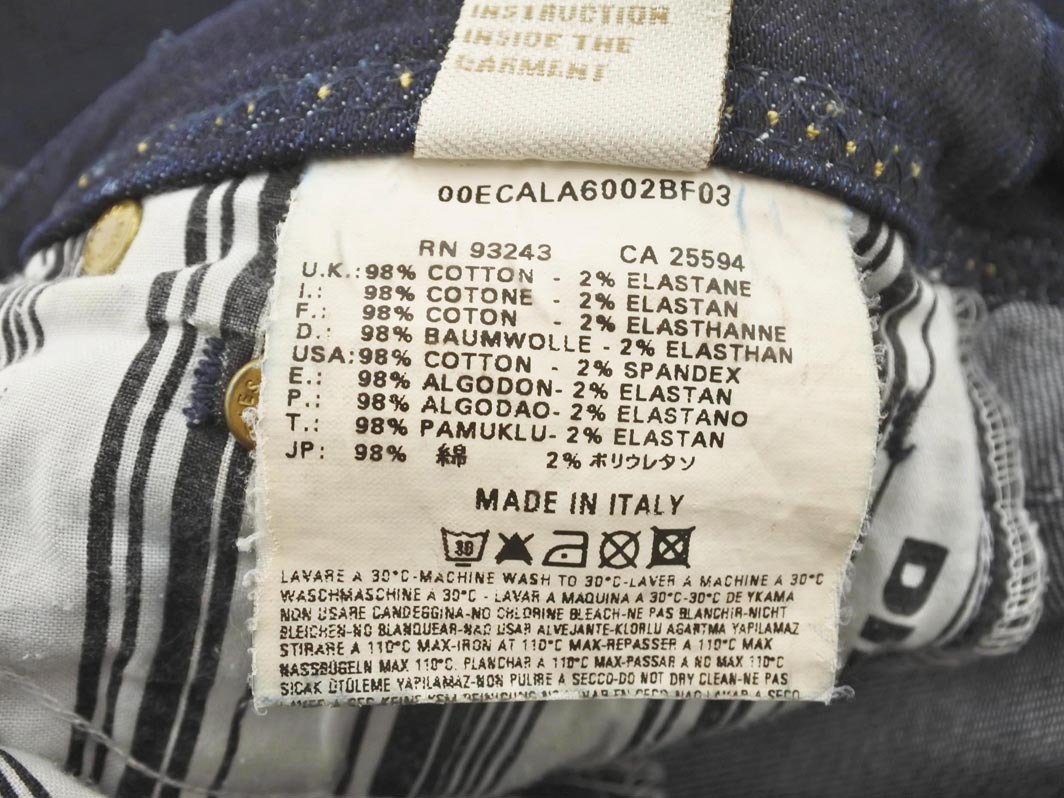 INSTRUCTION
INSIDE THE
GARMENT
00ECALA6002BF03
RN 93243 CA 25594
U.K.: 98% COTTON - 2% ELASTANE
I.: 98% COTONE - 2% ELASTAN
F.: 98% COTON - 2% ELASTHANNE
D.: 98% BAUMWOLLE - 2% ELASTHAN
USA: 98% COTTON - 2% SPANDEX
E.: 98% ALGODON - 2% ELASTAN
P.: 98% ALGODAO - 2% ELASTANO
T.: 98% PAMUKLU - 2% ELASTAN
JP: 98% 綿 2% ポリウレタン
MADE IN ITALY
30
LAVARE A 30°C-MACHINE WASH TO 30°C-LAVER A MACHINE A 30°C
WASCHMASCHINE A 30°C - LAVAR A MAQUINA A 30°C-30°C DE YKAMA
NON USARE CANDEGGINA-NO CHLORINE BLEACH-NE PAS BLANCHIR-NICHT
BLEICHEN-NO BLANQUEAR-NAO USAR ALVEJANTE-KLORLU AGARTMA YAPILAMAZ
STIRARE A 110°C MAX-IRON AT 110°C MAX-REPASSER A 110°C MAX
NASSBÜGELN MAX 110°C. PLANCHAR A 110°C MAX-PASSAR A NO MAX 110°C
SICAK ÜTÜLEME YAPILAMAZ-NON PULIRE A SECCO-DO NOT DRY CLEAN-NE PAS